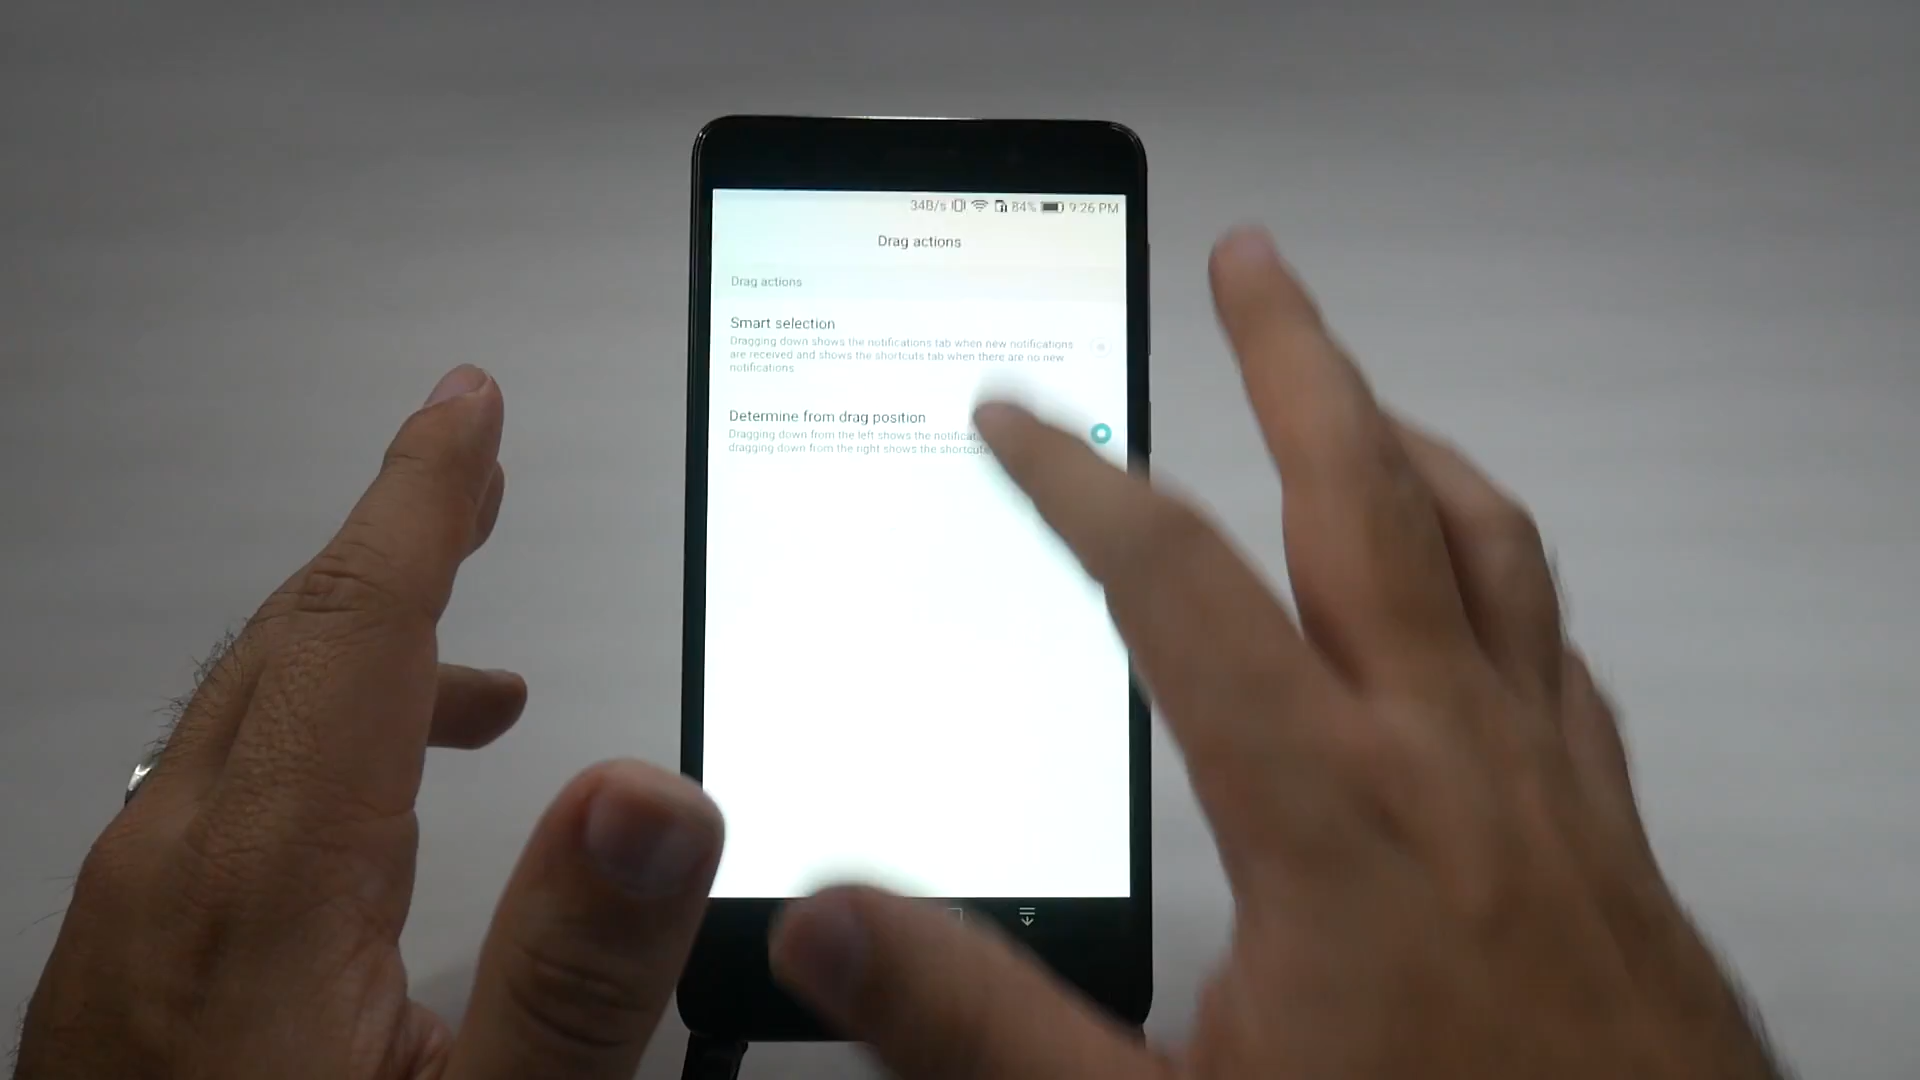 34B/s 84% 9:26 PM
Drag actions
Drag actions
Smart selection
Dragging down shows the notifications tab when new notifications
are received and shows the shortcuts tab when there are no new
notifications
Determine from drag position
Dragging down from the left shows the
dragging down from the right shows the